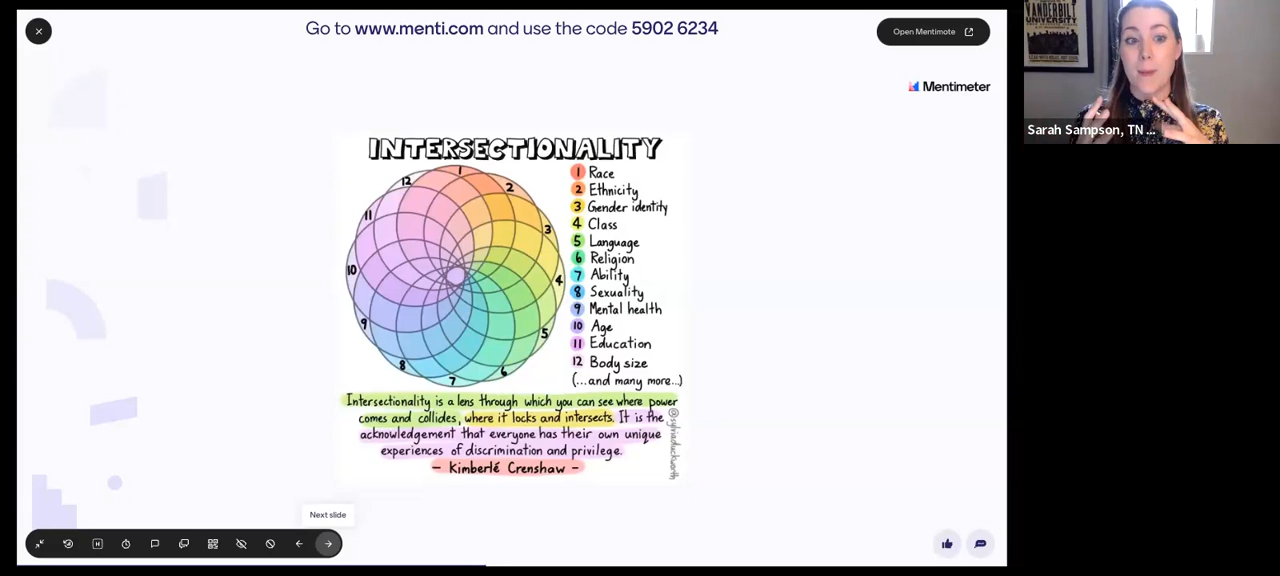 Go to www.menti.com and use the code 5902 6234
Open Mentimote
Mentimeter
VANDERBILT
UNIVERSITY
Sarah Sampson, TN ...
INTERSECTIONALITY
1 Race
2 Ethnicity
3 Gender identity
4 Class
5 Language
6 Religion
7 Ability
8 Sexuality
9 Mental health
10 Age
11 Education
12 Body size
(...and many more...)
1
2
3
4
5
6
7
8
9
10
11
12
Intersectionality is a lens through which you can see where power
comes and collides, where it locks and intersects. It is the
acknowledgement that everyone has their own unique
experiences of discrimination and privilege.
- Kimberlé Crenshaw -
@sylviaduckworth
Next slide
H